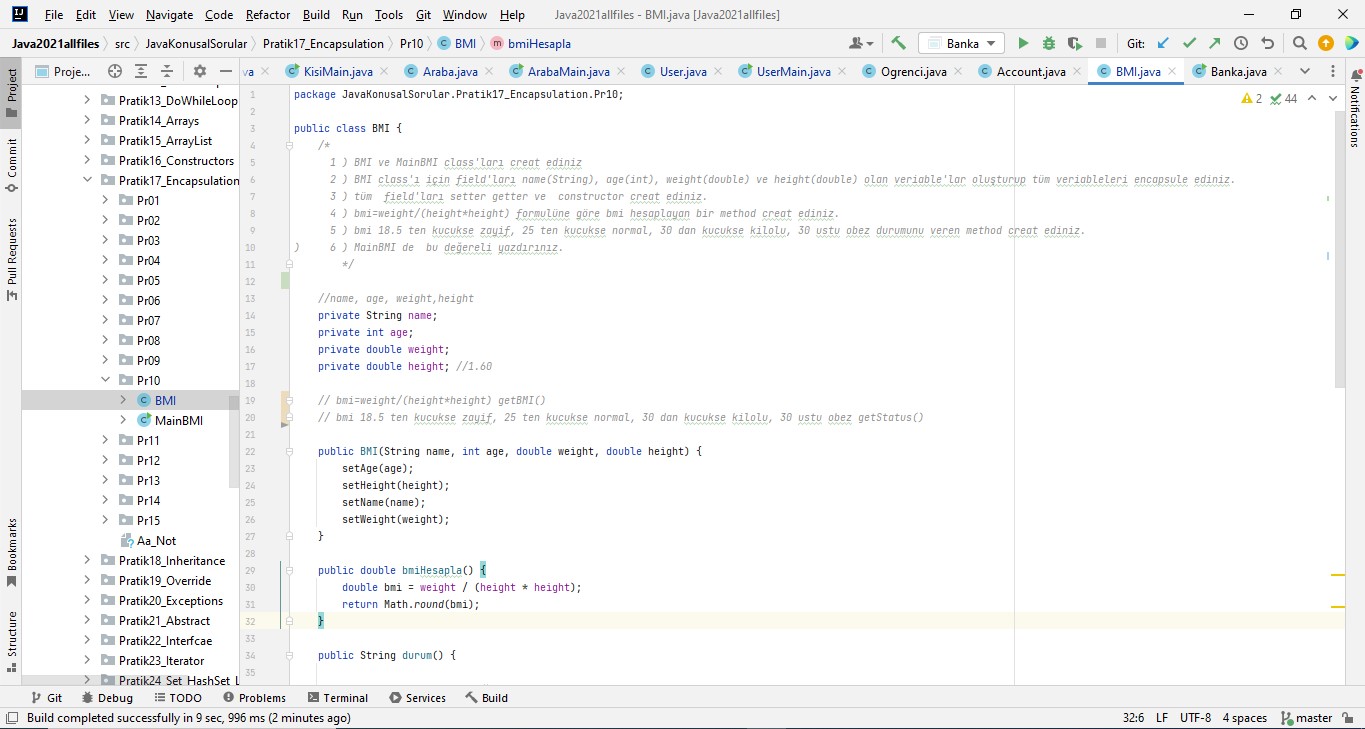 File Edit View Navigate Code Refactor Build Run Tools Git Window Help Java2021allfiles - BMI.java [Java2021allfiles]
Java2021allfiles src JavaKonusalSorular Pratik17_Encapsulation Pr10 BMI bmiHesapla Banka Git:
Proje... va KisiMain.java Araba.java ArabaMain.java User.java UserMain.java Ogrenci.java Account.java BMI.java Banka.java
Project
Commit
Pull Requests
Bookmarks
Structure
Notifications
Pratik13_DoWhileLoop
Pratik14_Arrays
Pratik15_ArrayList
Pratik16_Constructors
Pratik17_Encapsulation
Pr01
Pr02
Pr03
Pr04
Pr05
Pr06
Pr07
Pr08
Pr09
Pr10
BMI
MainBMI
Pr11
Pr12
Pr13
Pr14
Pr15
Aa_Not
Pratik18_Inheritance
Pratik19_Override
Pratik20_Exceptions
Pratik21_Abstract
Pratik22_Interfcae
Pratik23_Iterator
Pratik24_Set_HashSet_L
2 44
1 package JavaKonusalSorular.Pratik17_Encapsulation.Pr10;
2
3 public class BMI {
4 /*
5 1 ) BMI ve MainBMI class'ları creat ediniz
6 2 ) BMI class'ı için field'ları name(String), age(int), weight(double) ve height(double) olan veriable'lar oluşturup tüm veriableleri encapsule ediniz.
7 3 ) tüm field'ları setter getter ve constructor creat ediniz.
8 4 ) bmi=weight/(height*height) formulüne göre bmi hesaplayan bir method creat ediniz.
9 5 ) bmi 18.5 ten kucukse zayif, 25 ten kucukse normal, 30 dan kucukse kilolu, 30 ustu obez durumunu veren method creat ediniz.
10 ) 6 ) MainBMI de bu değereli yazdırınız.
11 */
12
13 //name, age, weight,height
14 private String name;
15 private int age;
16 private double weight;
17 private double height; //1.60
18
19 // bmi=weight/(height*height) getBMI()
20 // bmi 18.5 ten kucukse zayif, 25 ten kucukse normal, 30 dan kucukse kilolu, 30 ustu obez getStatus()
21
22 public BMI(String name, int age, double weight, double height) {
23 setAge(age);
24 setHeight(height);
25 setName(name);
26 setWeight(weight);
27 }
28
29 public double bmiHesapla() {
30 double bmi = weight / (height * height);
31 return Math.round(bmi);
32 }
33
34 public String durum() {
35
Git Debug TODO Problems Terminal Services Build
Build completed successfully in 9 sec, 996 ms (2 minutes ago) 32:6 LF UTF-8 4 spaces master